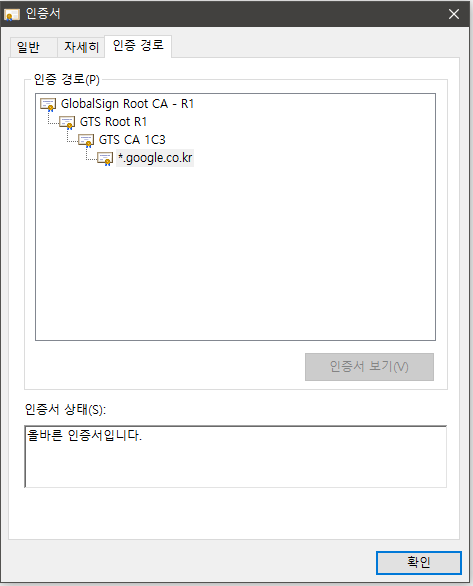 인증서
일반 자세히 인증 경로
인증 경로(P)
GlobalSign Root CA - R1
GTS Root R1
GTS CA 1C3
*.google.co.kr
인증서 보기(V)
인증서 상태(S):
올바른 인증서입니다.
확인